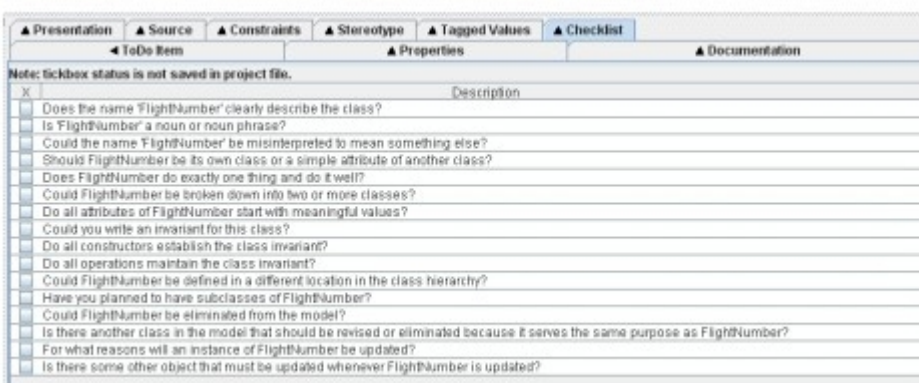 ▲ Presentation ▲ Source ▲ Constraints ▲ Stereotype ▲ Tagged Values ▲ Checklist
◄ ToDo Item ▲ Properties ▲ Documentation
Note: tickbox status is not saved in project file.
X Description
Does the name 'FlightNumber' clearly describe the class?
Is 'FlightNumber' a noun or noun phrase?
Could the name 'FlightNumber' be misinterpreted to mean something else?
Should FlightNumber be its own class or a simple attribute of another class?
Does FlightNumber do exactly one thing and do it well?
Could FlightNumber be broken down into two or more classes?
Do all attributes of FlightNumber start with meaningful values?
Could you write an invariant for this class?
Do all constructors establish the class invariant?
Do all operations maintain the class invariant?
Could FlightNumber be defined in a different location in the class hierarchy?
Have you planned to have subclasses of FlightNumber?
Could FlightNumber be eliminated from the model?
Is there another class in the model that should be revised or eliminated because it serves the same purpose as FlightNumber?
For what reasons will an instance of FlightNumber be updated?
Is there some other object that must be updated whenever FlightNumber is updated?